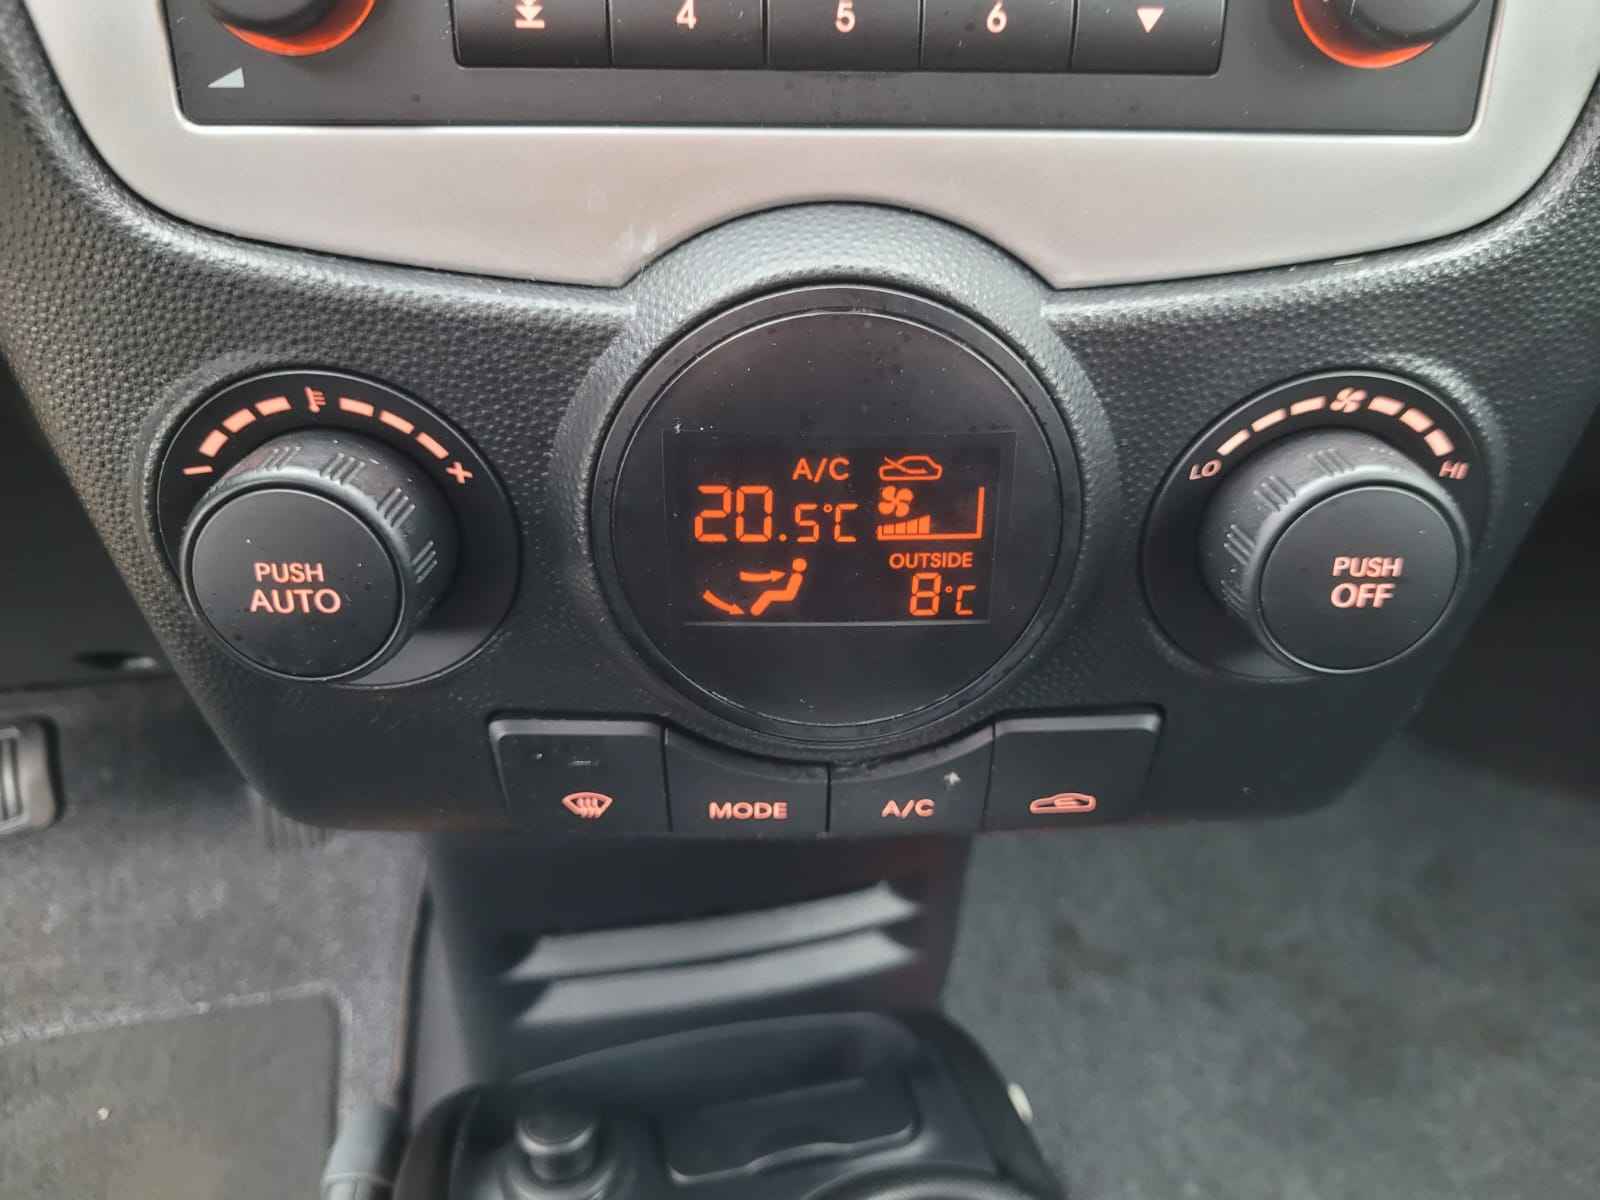 4 5 6
LO HI
A/C
20.5°C
OUTSIDE
8°C
PUSH
AUTO
PUSH
OFF
MODE A/C